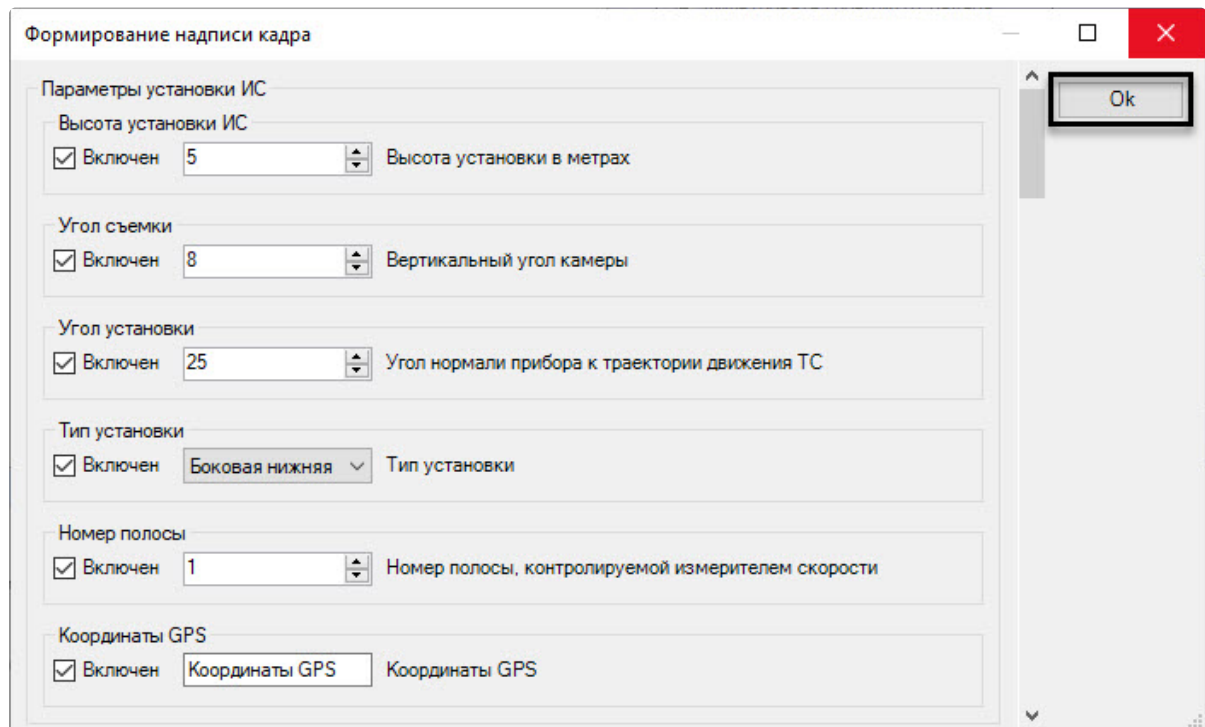 Формирование надписи кадра
Ok
Параметры установки ИС
Высота установки ИС
Включен 5 Высота установки в метрах
Угол съемки
Включен 8 Вертикальный угол камеры
Угол установки
Включен 25 Угол нормали прибора к траектории движения ТС
Тип установки
Включен Боковая нижняя Тип установки
Номер полосы
Включен 1 Номер полосы, контролируемой измерителем скорости
Координаты GPS
Включен Координаты GPS Координаты GPS